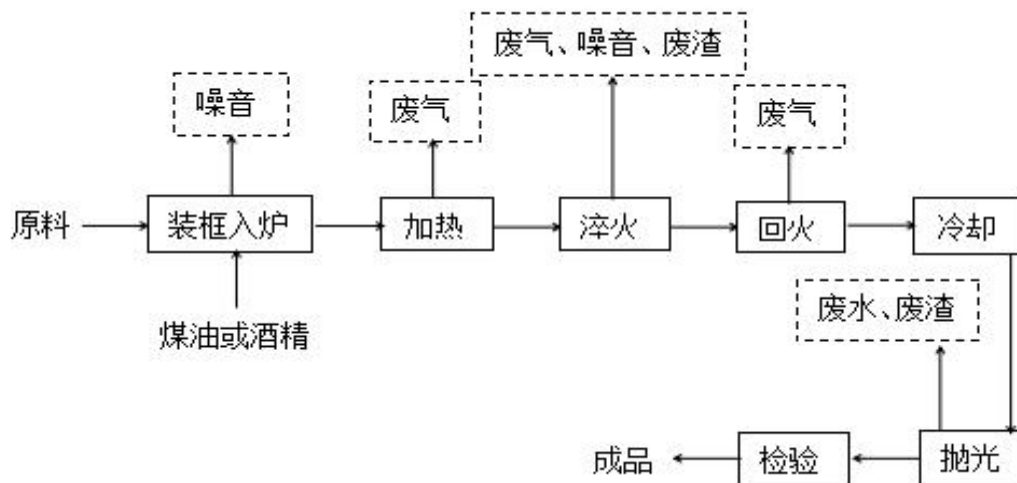 废气、噪音、废渣
噪音
废气
废气
原料
装框入炉
加热
淬火
回火
冷却
煤油或酒精
废水、废渣
成品
检验
抛光